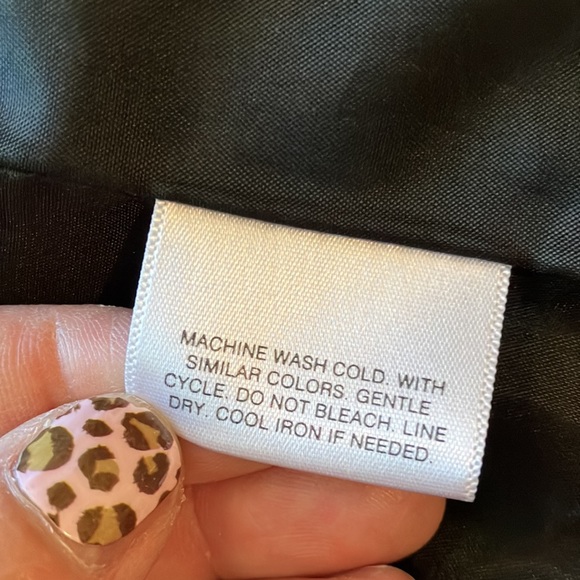 MACHINE WASH COLD. WITH
SIMILAR COLORS. GENTLE
CYCLE. DO NOT BLEACH. LINE
DRY. COOL IRON IF NEEDED.